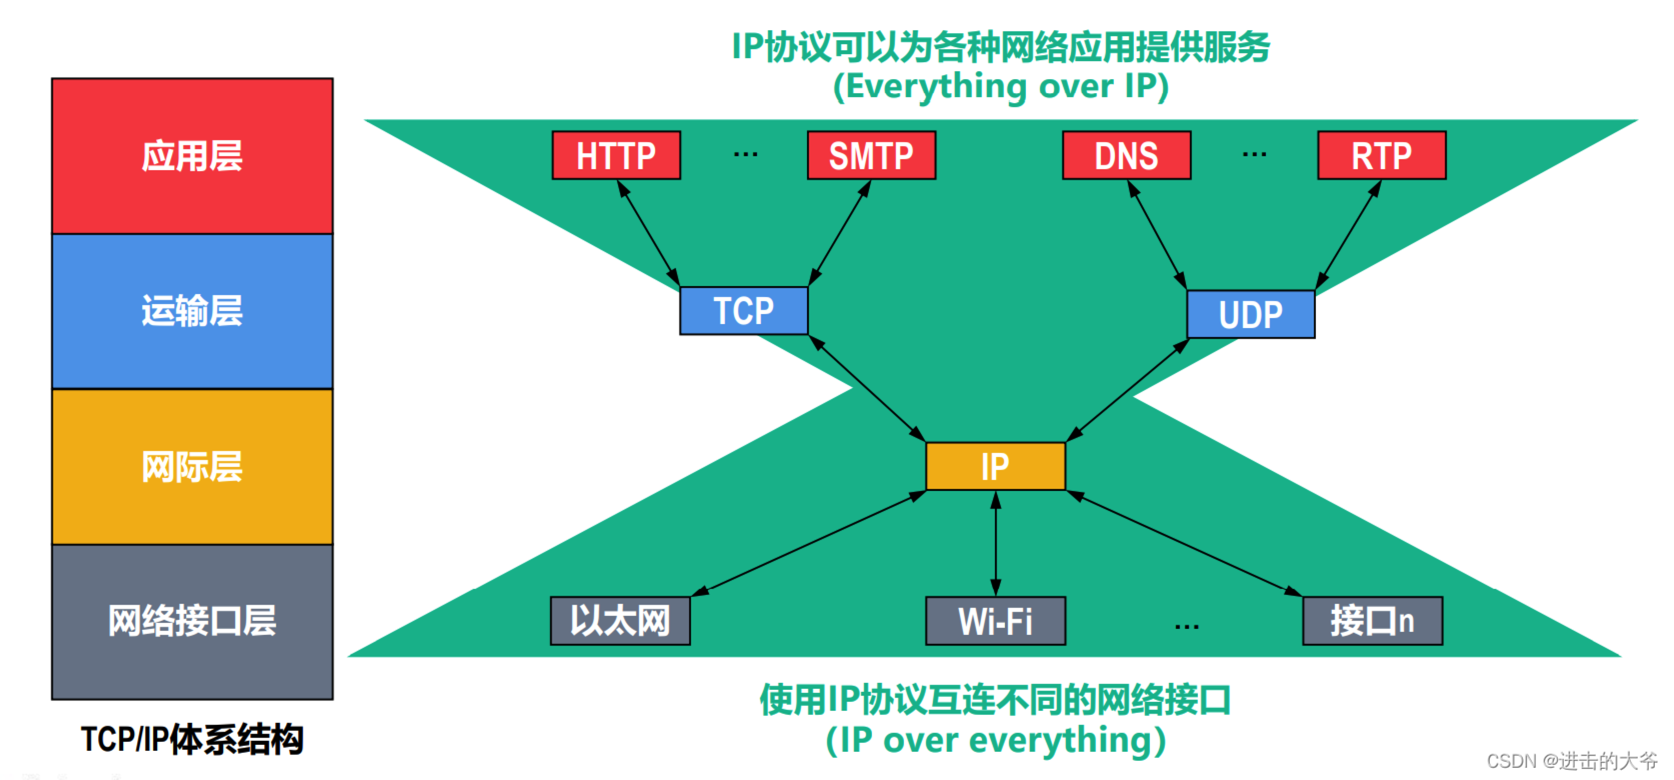 IP协议可以为各种网络应用提供服务
(Everything over IP)
应用层
HTTP ... SMTP DNS ... RTP
运输层
TCP UDP
网际层
IP
网络接口层
以太网 Wi-Fi ... 接口n
使用IP协议互连不同的网络接口
(IP over everything)
TCP/IP体系结构
CSDN @进击的大爷